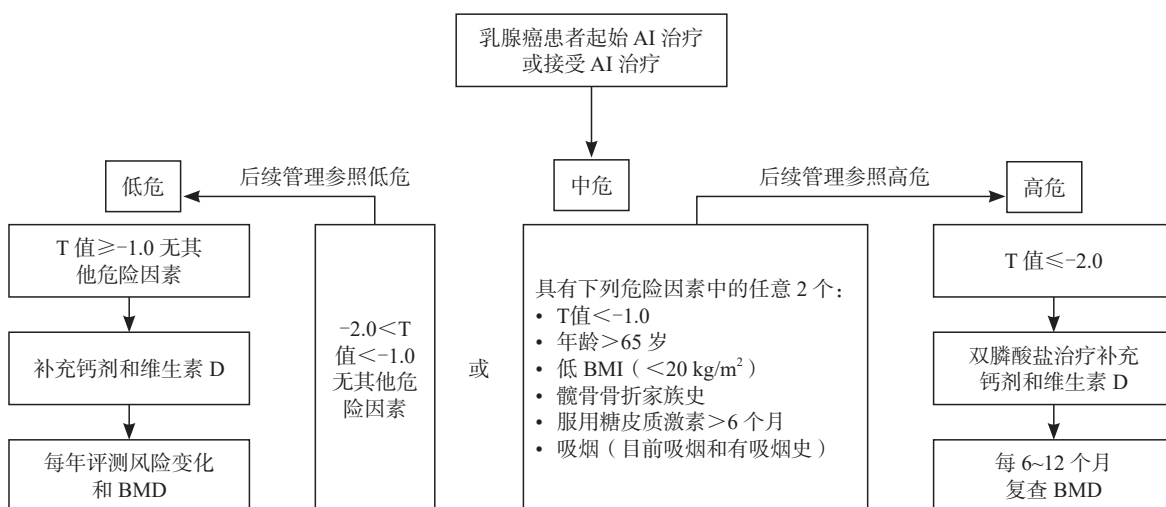 乳腺癌患者起始 AI 治疗
或接受 AI 治疗
低危
后续管理参照低危
中危
后续管理参照高危
高危
T 值≥-1.0 无其
他危险因素
补充钙剂和维生素 D
每年评测风险变化
和 BMD
-2.0<T
值<-1.0
无其他危
险因素
或
具有下列危险因素中的任意 2 个：
• T值<-1.0
• 年龄>65 岁
• 低 BMI（<20 kg/m²）
• 髋骨骨折家族史
• 服用糖皮质激素>6 个月
• 吸烟（目前吸烟和有吸烟史）
T 值≤-2.0
双膦酸盐治疗补充
钙剂和维生素 D
每 6~12 个月
复查 BMD